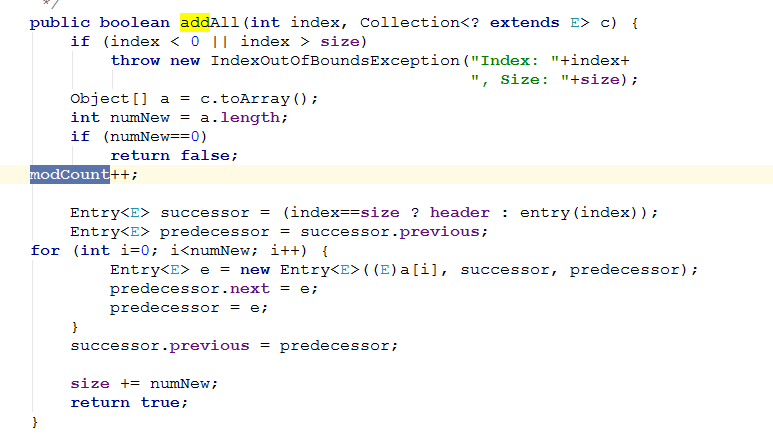 */
public boolean addAll(int index, Collection<? extends E> c) {
    if (index < 0 || index > size)
        throw new IndexOutOfBoundsException("Index: "+index+
                                            ", Size: "+size);
    Object[] a = c.toArray();
    int numNew = a.length;
    if (numNew==0)
        return false;
modCount++;
    Entry<E> successor = (index==size ? header : entry(index));
    Entry<E> predecessor = successor.previous;
for (int i=0; i<numNew; i++) {
        Entry<E> e = new Entry<E>((E)a[i], successor, predecessor);
        predecessor.next = e;
        predecessor = e;
    }
    successor.previous = predecessor;
    size += numNew;
    return true;
}